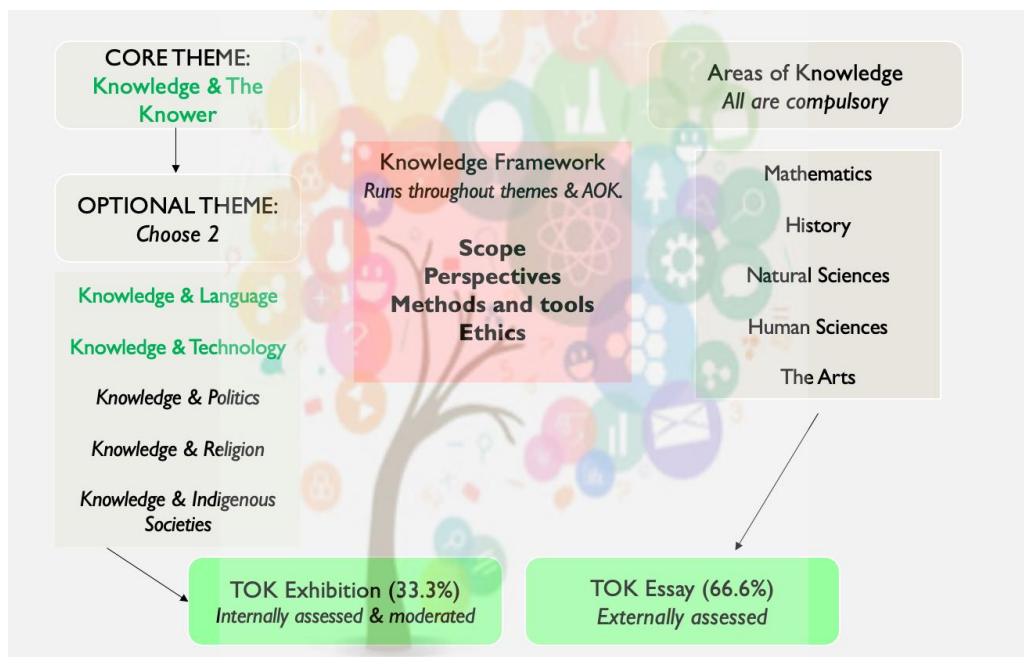 CORE THEME:
Knowledge & The
Knower
OPTIONAL THEME:
Choose 2
Knowledge & Language
Knowledge & Technology
Knowledge & Politics
Knowledge & Religion
Knowledge & Indigenous
Societies
Knowledge Framework
Runs throughout themes & AOK.
Scope
Perspectives
Methods and tools
Ethics
Areas of Knowledge
All are compulsory
Mathematics
History
Natural Sciences
Human Sciences
The Arts
TOK Exhibition (33.3%)
Internally assessed & moderated
TOK Essay (66.6%)
Externally assessed